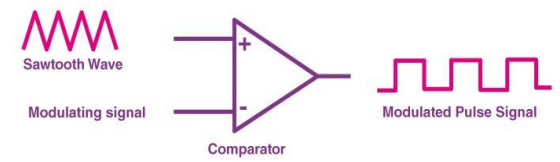 Sawtooth Wave
+
Modulating signal
-
Modulated Pulse Signal
Comparator